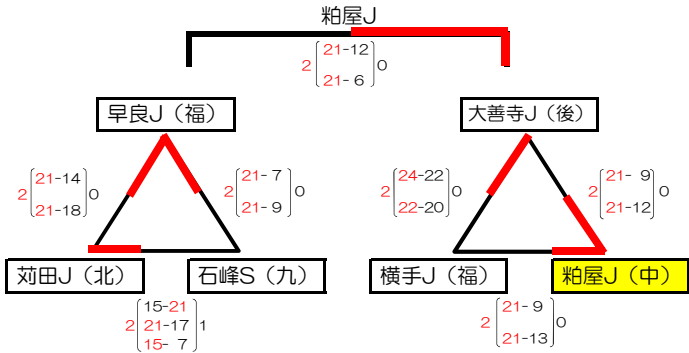 粕屋J
2 21-12 0
21- 6
早良J（福）
大善寺J（後）
2 21-14 0
21-18
2 21- 7 0
21- 9
2 24-22 0
22-20
2 21- 9 0
21-12
苅田J（北）
石峰S（九）
横手J（福）
粕屋J（中）
15-21
2 21-17 1
15- 7
2 21- 9 0
21-13